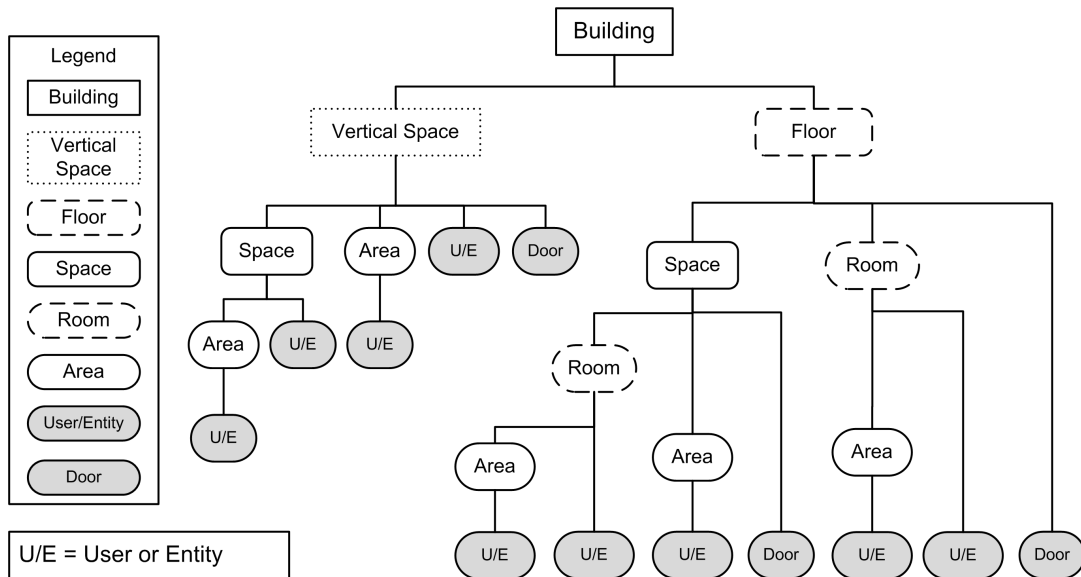 Building
Legend
Building
Vertical
Space
Floor
Space
Room
Area
User/Entity
Door
U/E = User or Entity
Vertical Space
Floor
Space
Area
U/E
Door
Space
Room
Area
U/E
U/E
Room
U/E
Area
Area
Area
U/E
U/E
U/E
Door
U/E
U/E
Door